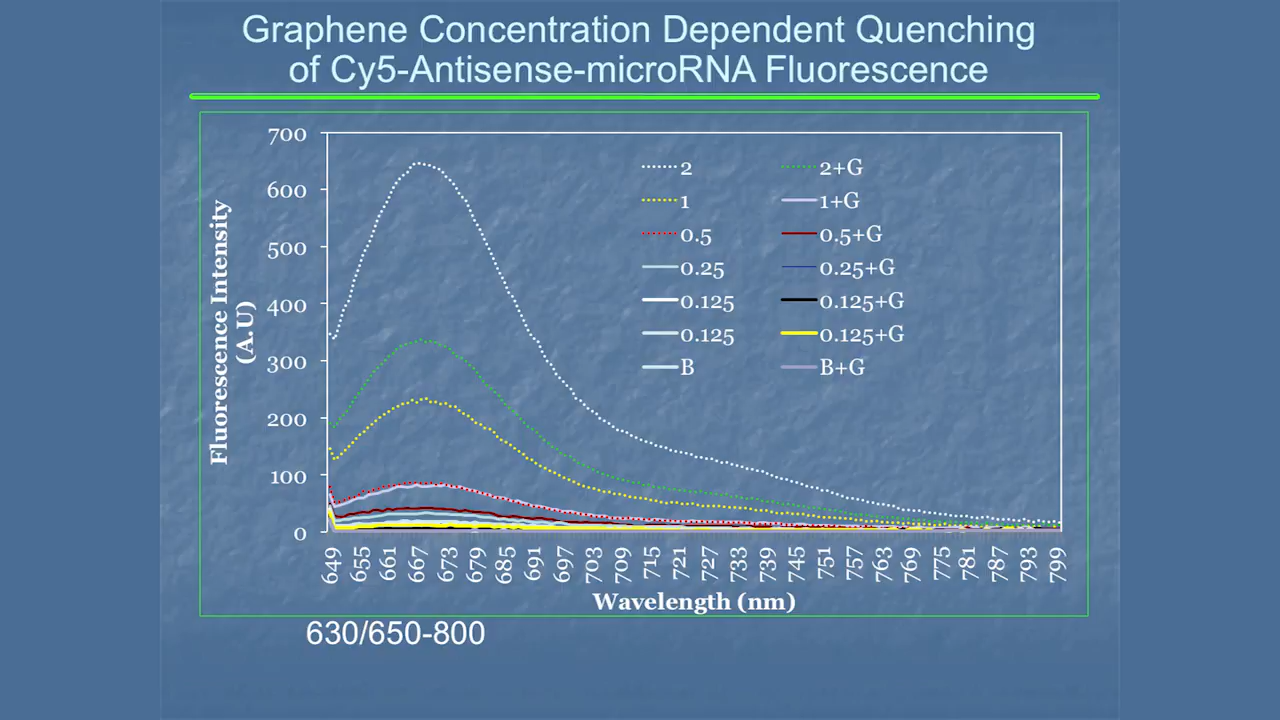 Graphene Concentration Dependent Quenching
of Cy5-Antisense-microRNA Fluorescence
700
600
500
400
300
200
100
0
Fluorescence Intensity
(A.U)
2
2+G
1
1+G
0.5
0.5+G
0.25
0.25+G
0.125
0.125+G
0.125
0.125+G
B
B+G
649 655 661 667 673 679 685 691 697 703 709 715 721 727 733 739 745 751 757 763 769 775 781 787 793 799
Wavelength (nm)
630/650-800